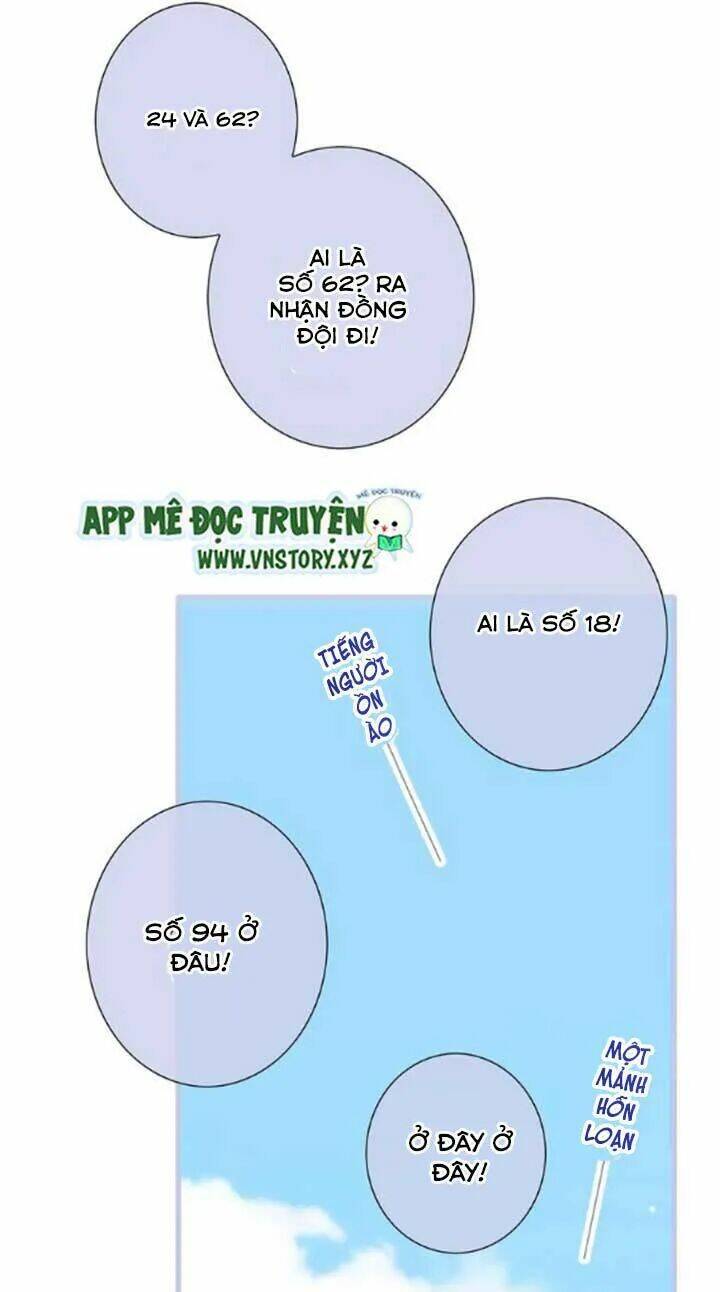 24 VÀ 62?
AI LÀ
SỐ 62? RA
NHẬN ĐỒNG
ĐỘI ĐI!
MÊ ĐỌC TRUYỆN
APP MÊ ĐỌC TRUYỆN
WWW.VNSTORY.XYZ
AI LÀ SỐ 18!
TIẾNG
NGƯỜI
ỒN
ÀO
SỐ 94 Ở
ĐÂU!
MỘT
MẢNH
HỖN
LOẠN
Ở ĐÂY Ở
ĐÂY!